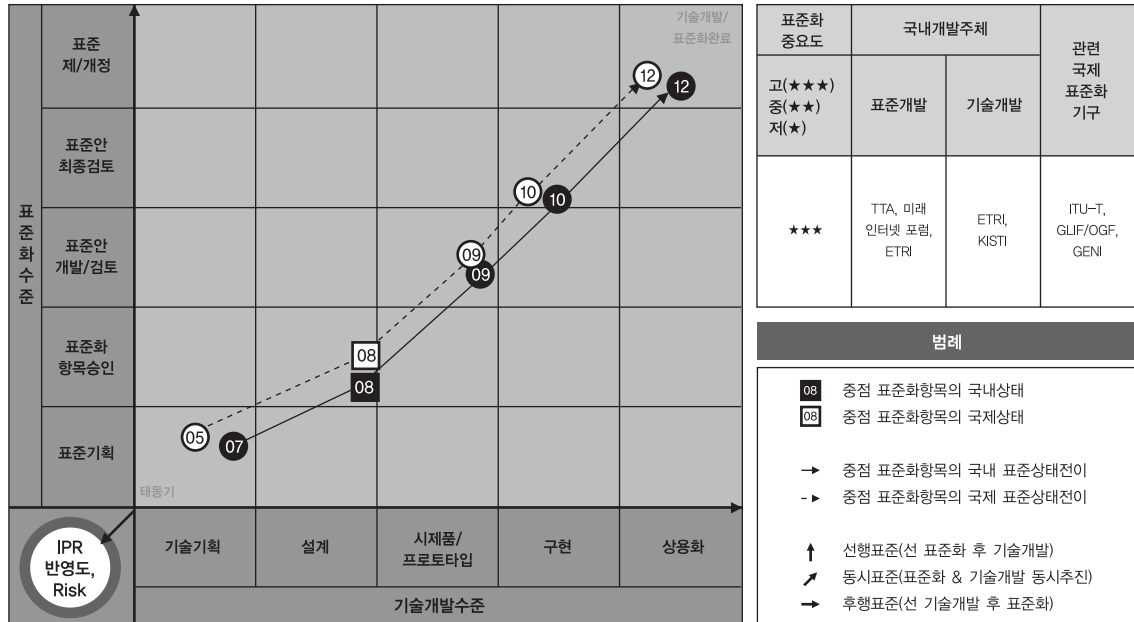 표준화수준
표준
제/개정
표준안
최종검토
표준안
개발/검토
표준화
항목승인
표준기획
기술개발/
표준화완료
12
12
10
10
09
09
08
08
05
07
태동기
IPR
반영도,
Risk
기술기획
설계
시제품/
프로토타입
구현
상용화
기술개발수준
표준화
중요도
국내개발주체
관련
국제
표준화
기구
고(★★★)
중(★★)
저(★)
표준개발
기술개발
★★★
TTA, 미래
인터넷 포럼,
ETRI
ETRI,
KISTI
ITU-T,
GLIF/OGF,
GENI
범례
08 중점 표준화항목의 국내상태
08 중점 표준화항목의 국제상태
중점 표준화항목의 국내 표준상태전이
중점 표준화항목의 국제 표준상태전이
선행표준(선 표준화 후 기술개발)
동시표준(표준화 & 기술개발 동시추진)
후행표준(선 기술개발 후 표준화)